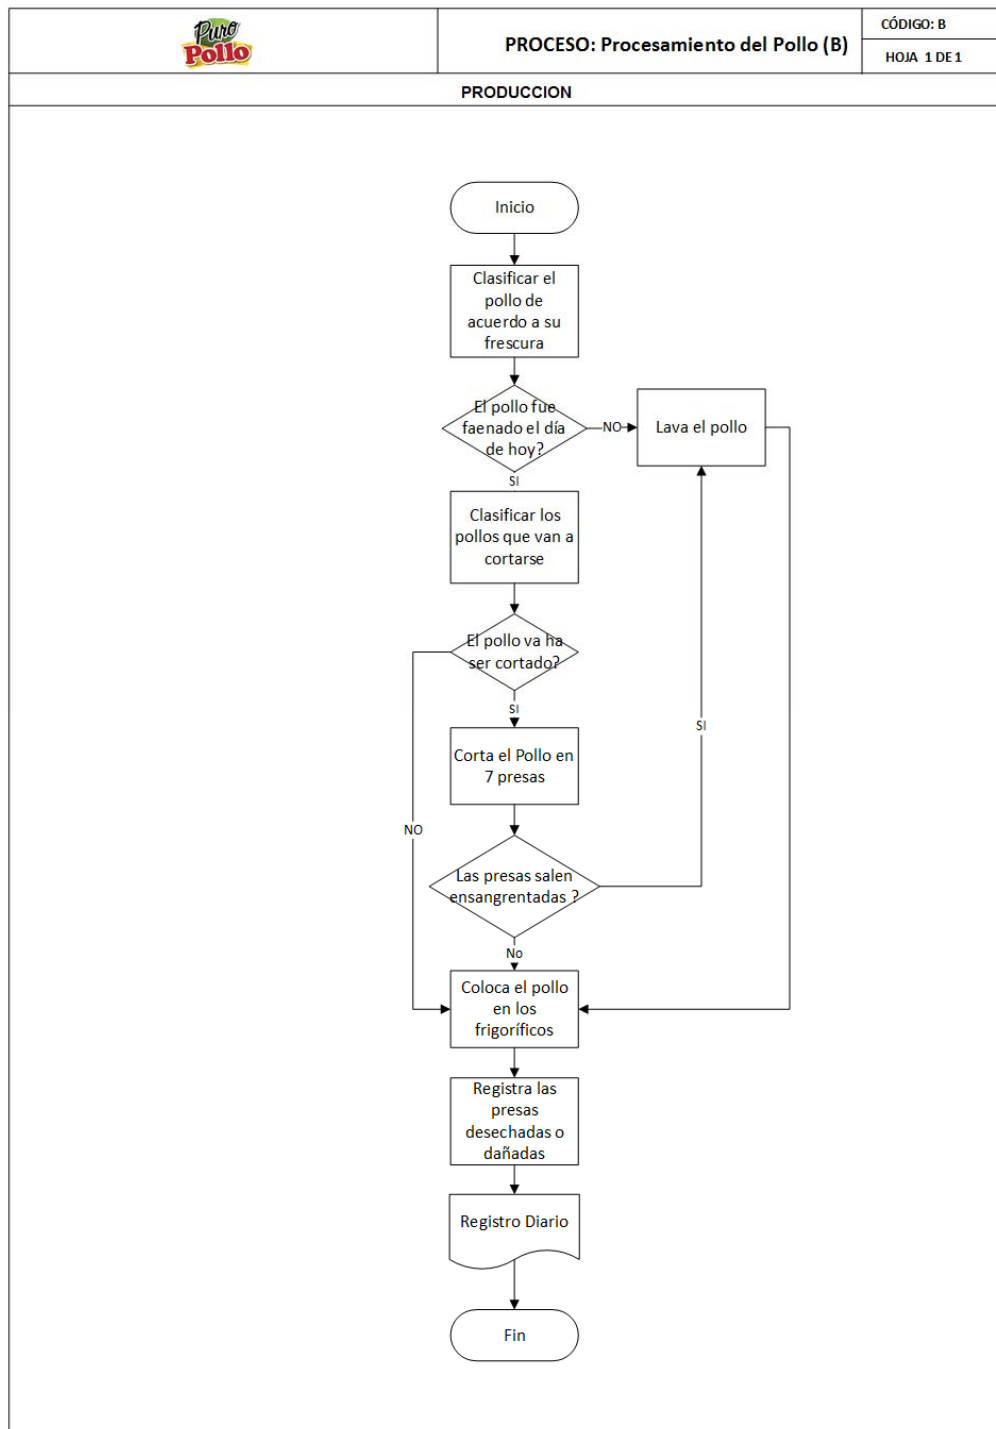 Puro
Pollo
PROCESO: Procesamiento del Pollo (B)
CÓDIGO: B
HOJA 1 DE 1
PRODUCCION
Inicio
Clasificar el
pollo de
acuerdo a su
frescura
El pollo fue
faenado el día
de hoy?
NO
Lava el pollo
SI
Clasificar los
pollos que van a
cortarse
El pollo va ha
ser cortado?
SI
SI
Corta el Pollo en
7 presas
NO
Las presas salen
ensangrentadas ?
No
Coloca el pollo
en los
frigoríficos
Registra las
presas
desechadas o
dañadas
Registro Diario
Fin